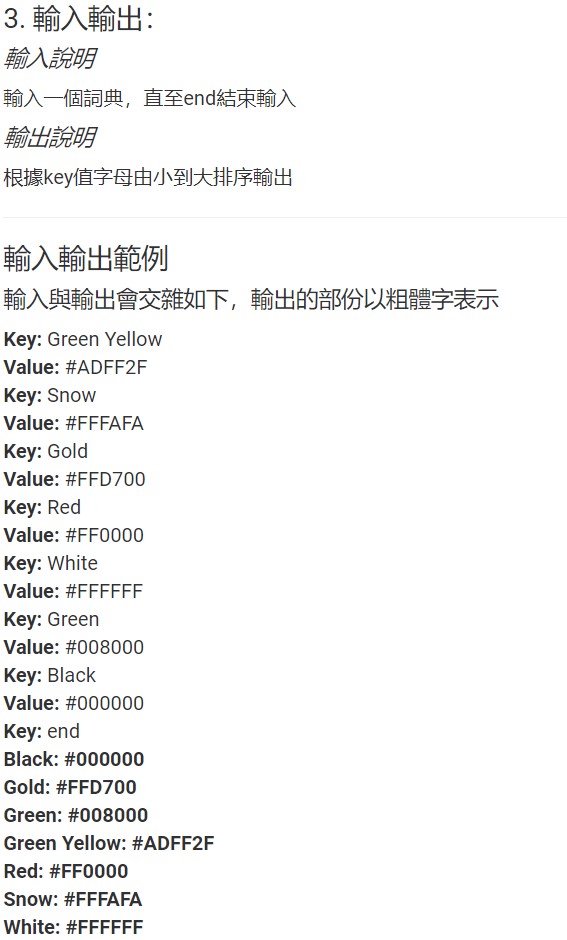 3. 輸入輸出：
輸入說明
輸入一個詞典，直至end結束輸入
輸出說明
根據key值字母由小到大排序輸出
輸入輸出範例
輸入與輸出會交雜如下，輸出的部份以粗體字表示
Key: Green Yellow
Value: #ADFF2F
Key: Snow
Value: #FFFAFA
Key: Gold
Value: #FFD700
Key: Red
Value: #FF0000
Key: White
Value: #FFFFFF
Key: Green
Value: #008000
Key: Black
Value: #000000
Key: end
Black: #000000
Gold: #FFD700
Green: #008000
Green Yellow: #ADFF2F
Red: #FF0000
Snow: #FFFAFA
White: #FFFFFF